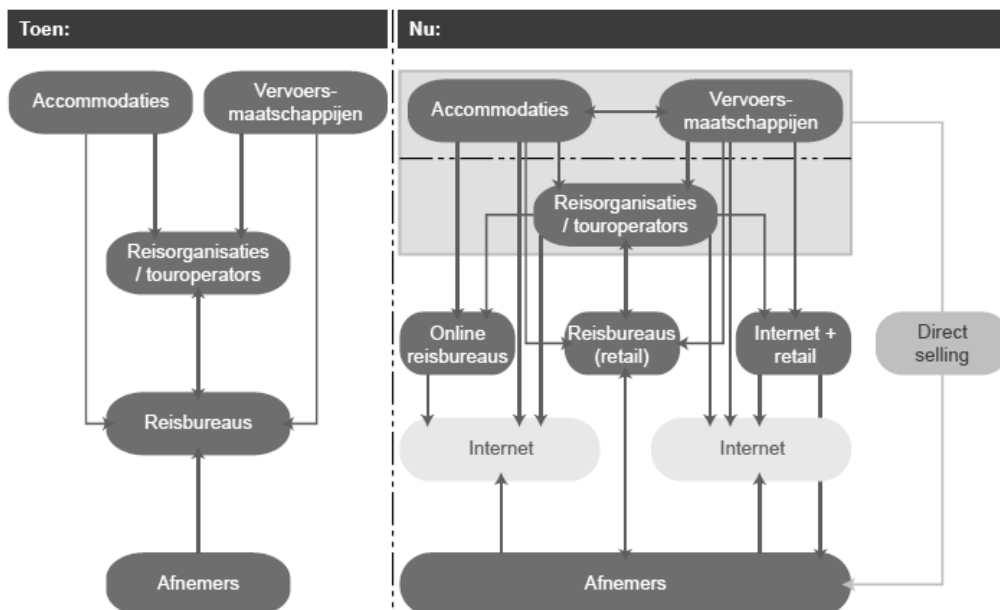 Toen:
Accommodaties
Vervoers-
maatschappijen
Reisorganisaties
/ touroperators
Reisbureaus
Afnemers
Nu:
Accommodaties
Vervoers-
maatschappijen
Reisorganisaties
/ touroperators
Online
reisbureaus
Reisbureaus
(retail)
Internet +
retail
Direct
selling
Internet
Internet
Afnemers